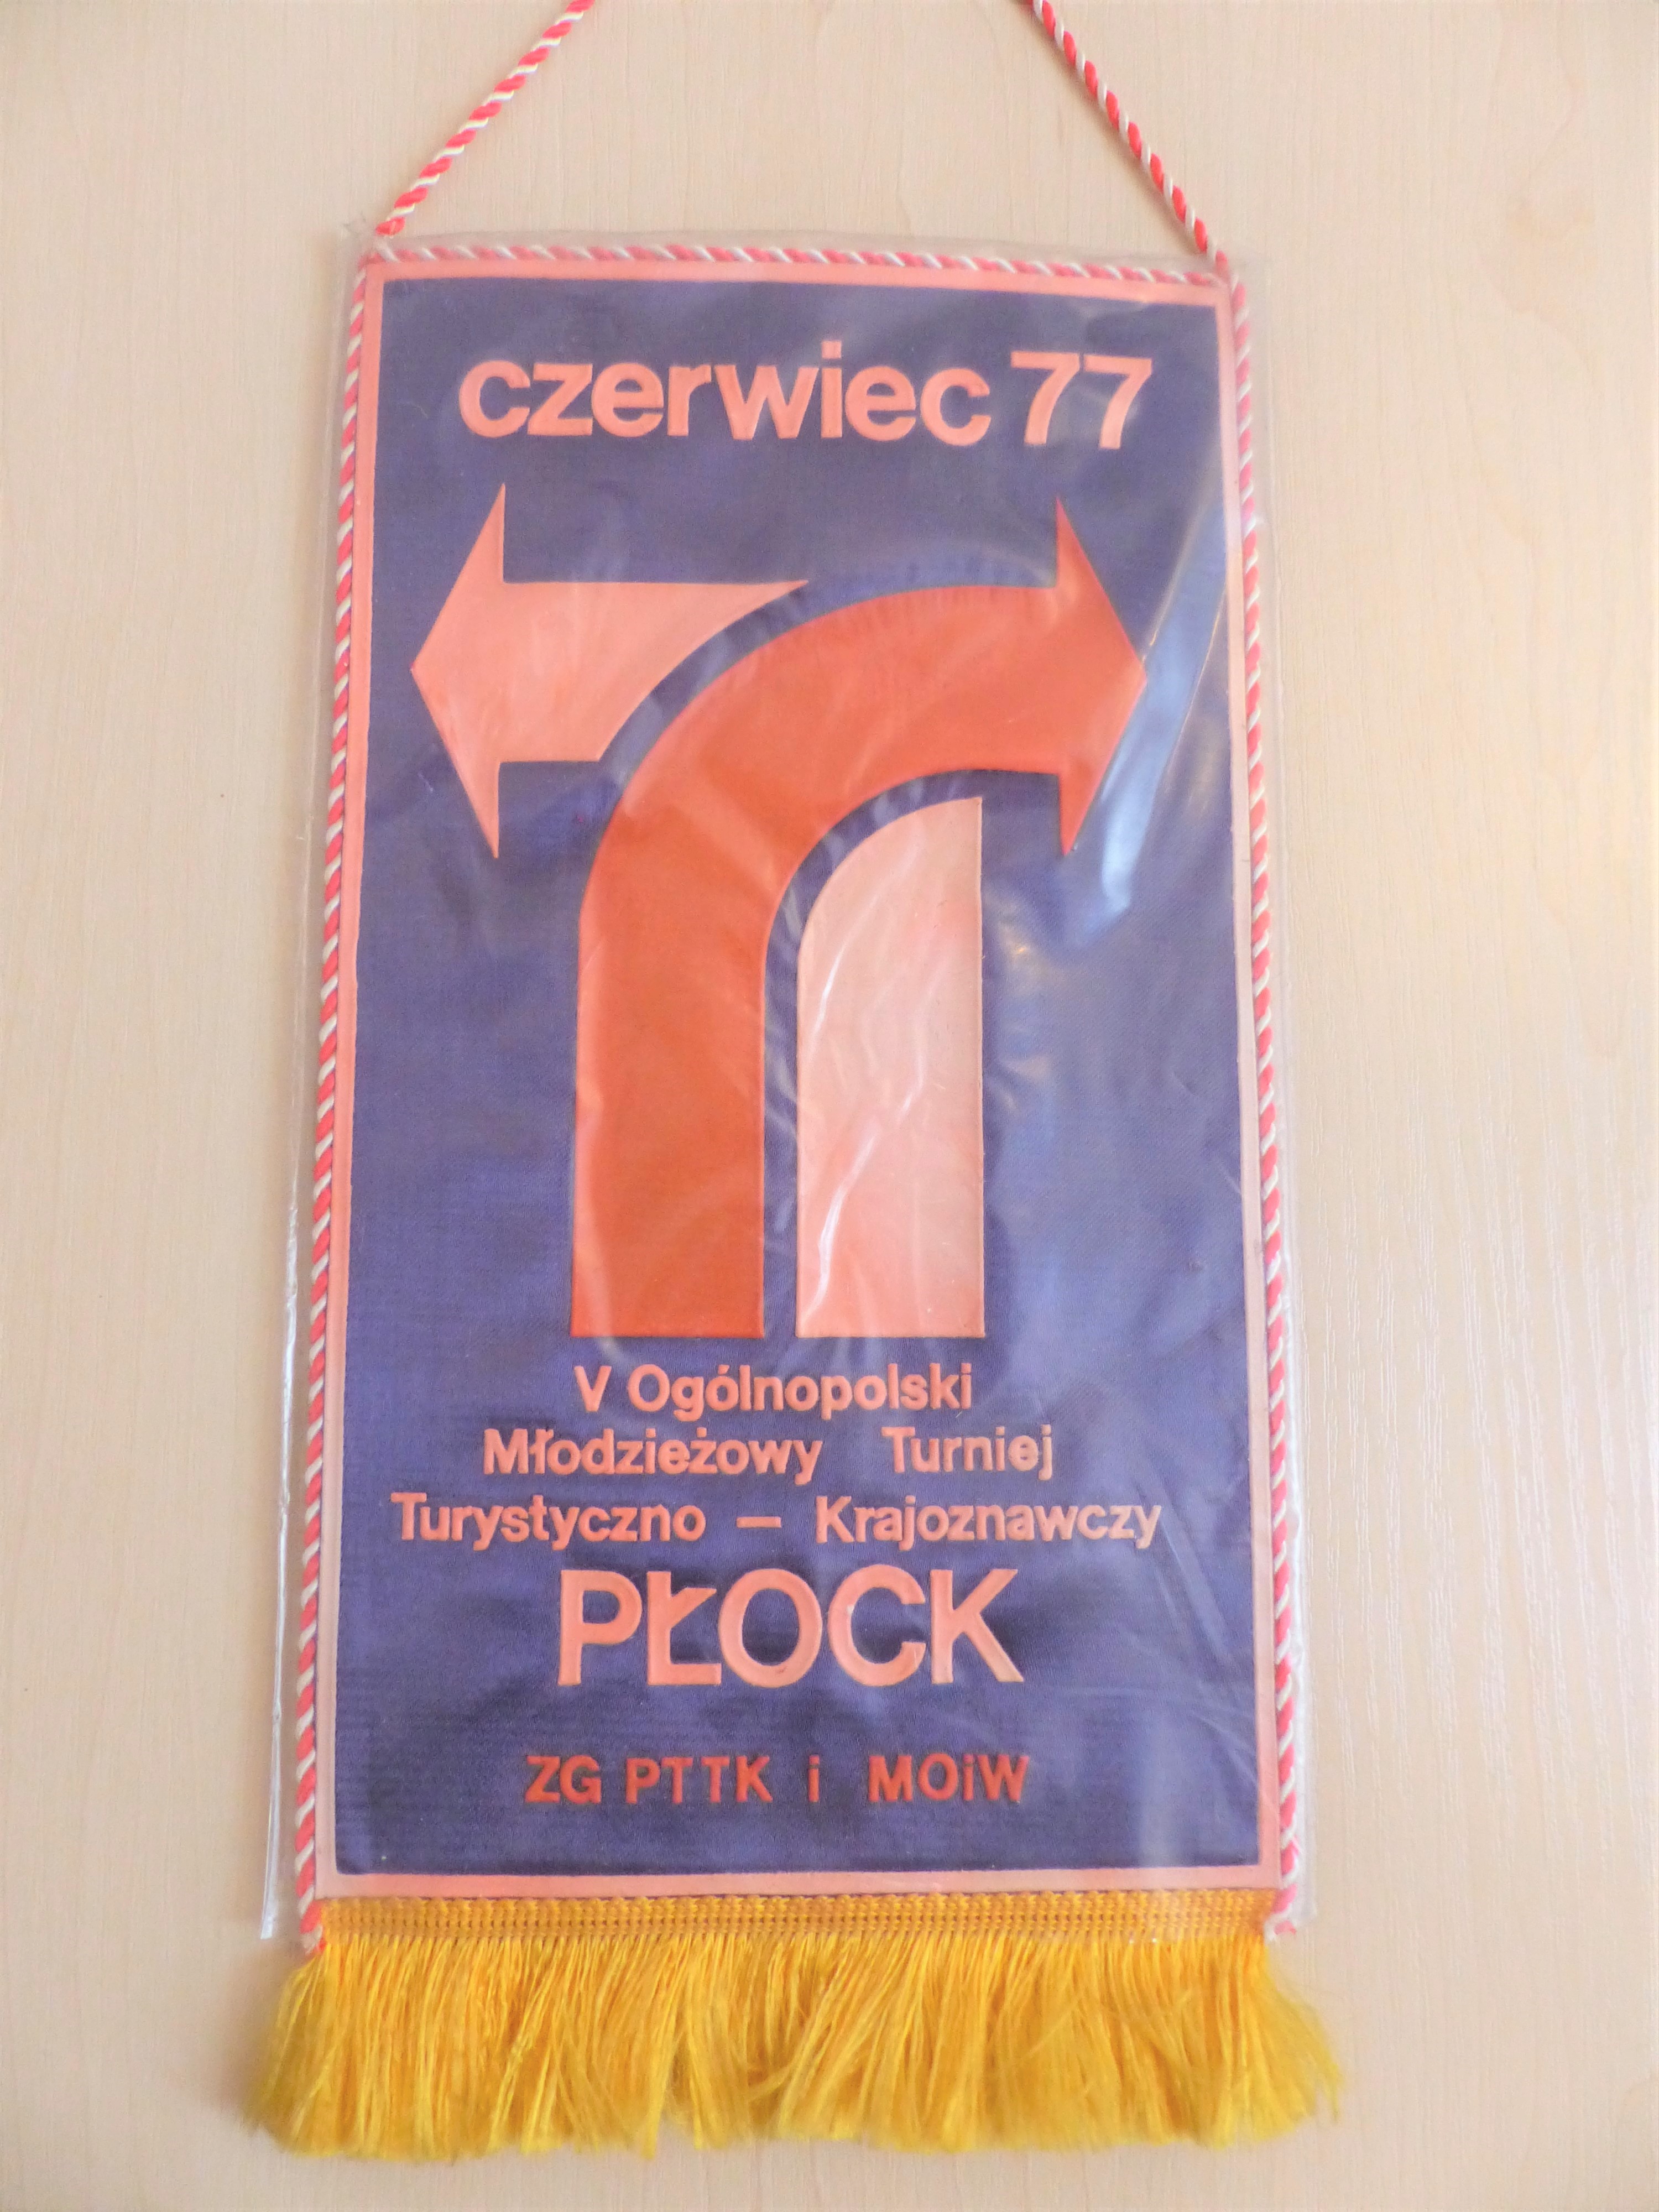 czerwiec 77
V Ogólnopolski
Młodzieżowy Turniej
Turystyczno – Krajoznawczy
PŁOCK
ZG PTTK i MOiW